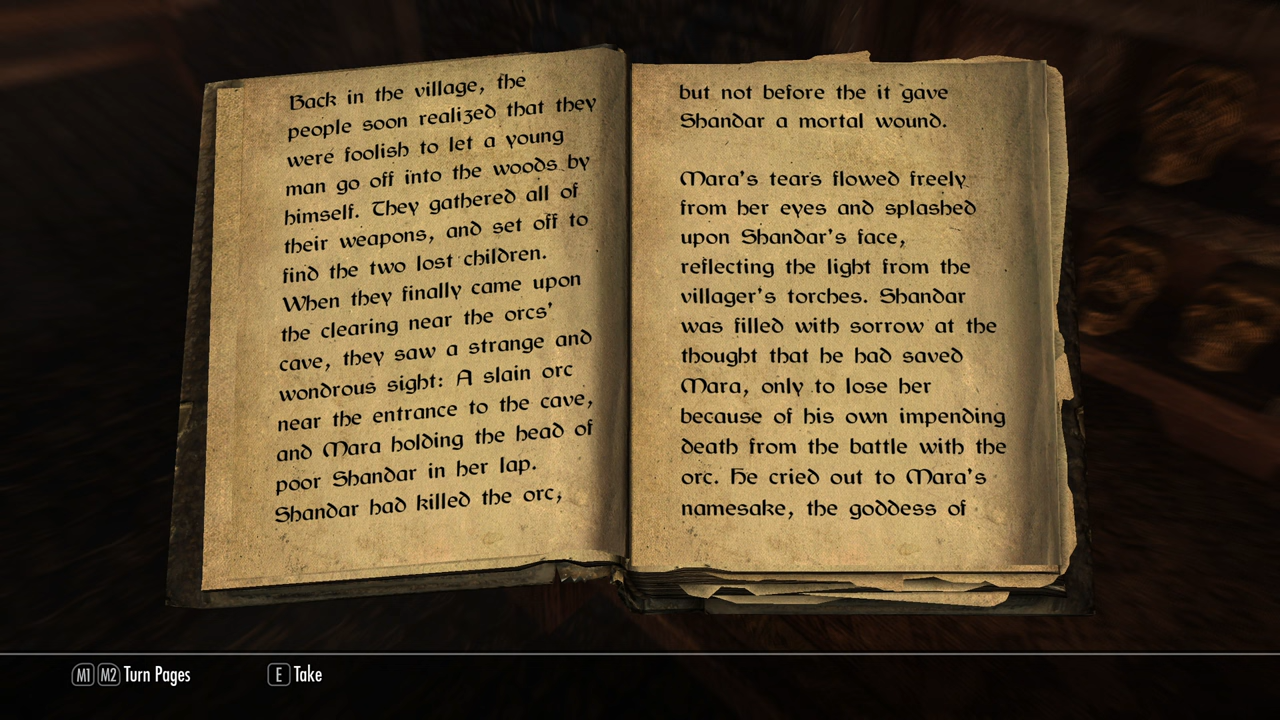 Back in the village, the
people soon realized that they
were foolish to let a young
man go off into the woods by
himself. They gathered all of
their weapons, and set off to
find the two lost children.
When they finally came upon
the clearing near the orcs'
cave, they saw a strange and
wondrous sight: A slain orc
near the entrance to the cave,
and Mara holding the head of
poor Shandar in her lap.
Shandar had killed the orc,
but not before the it gave
Shandar a mortal wound.
Mara's tears flowed freely
from her eyes and splashed
upon Shandar's face,
reflecting the light from the
villager's torches. Shandar
was filled with sorrow at the
thought that he had saved
Mara, only to lose her
because of his own impending
death from the battle with the
orc. He cried out to Mara's
namesake, the goddess of
M1 M2 Turn Pages
E Take